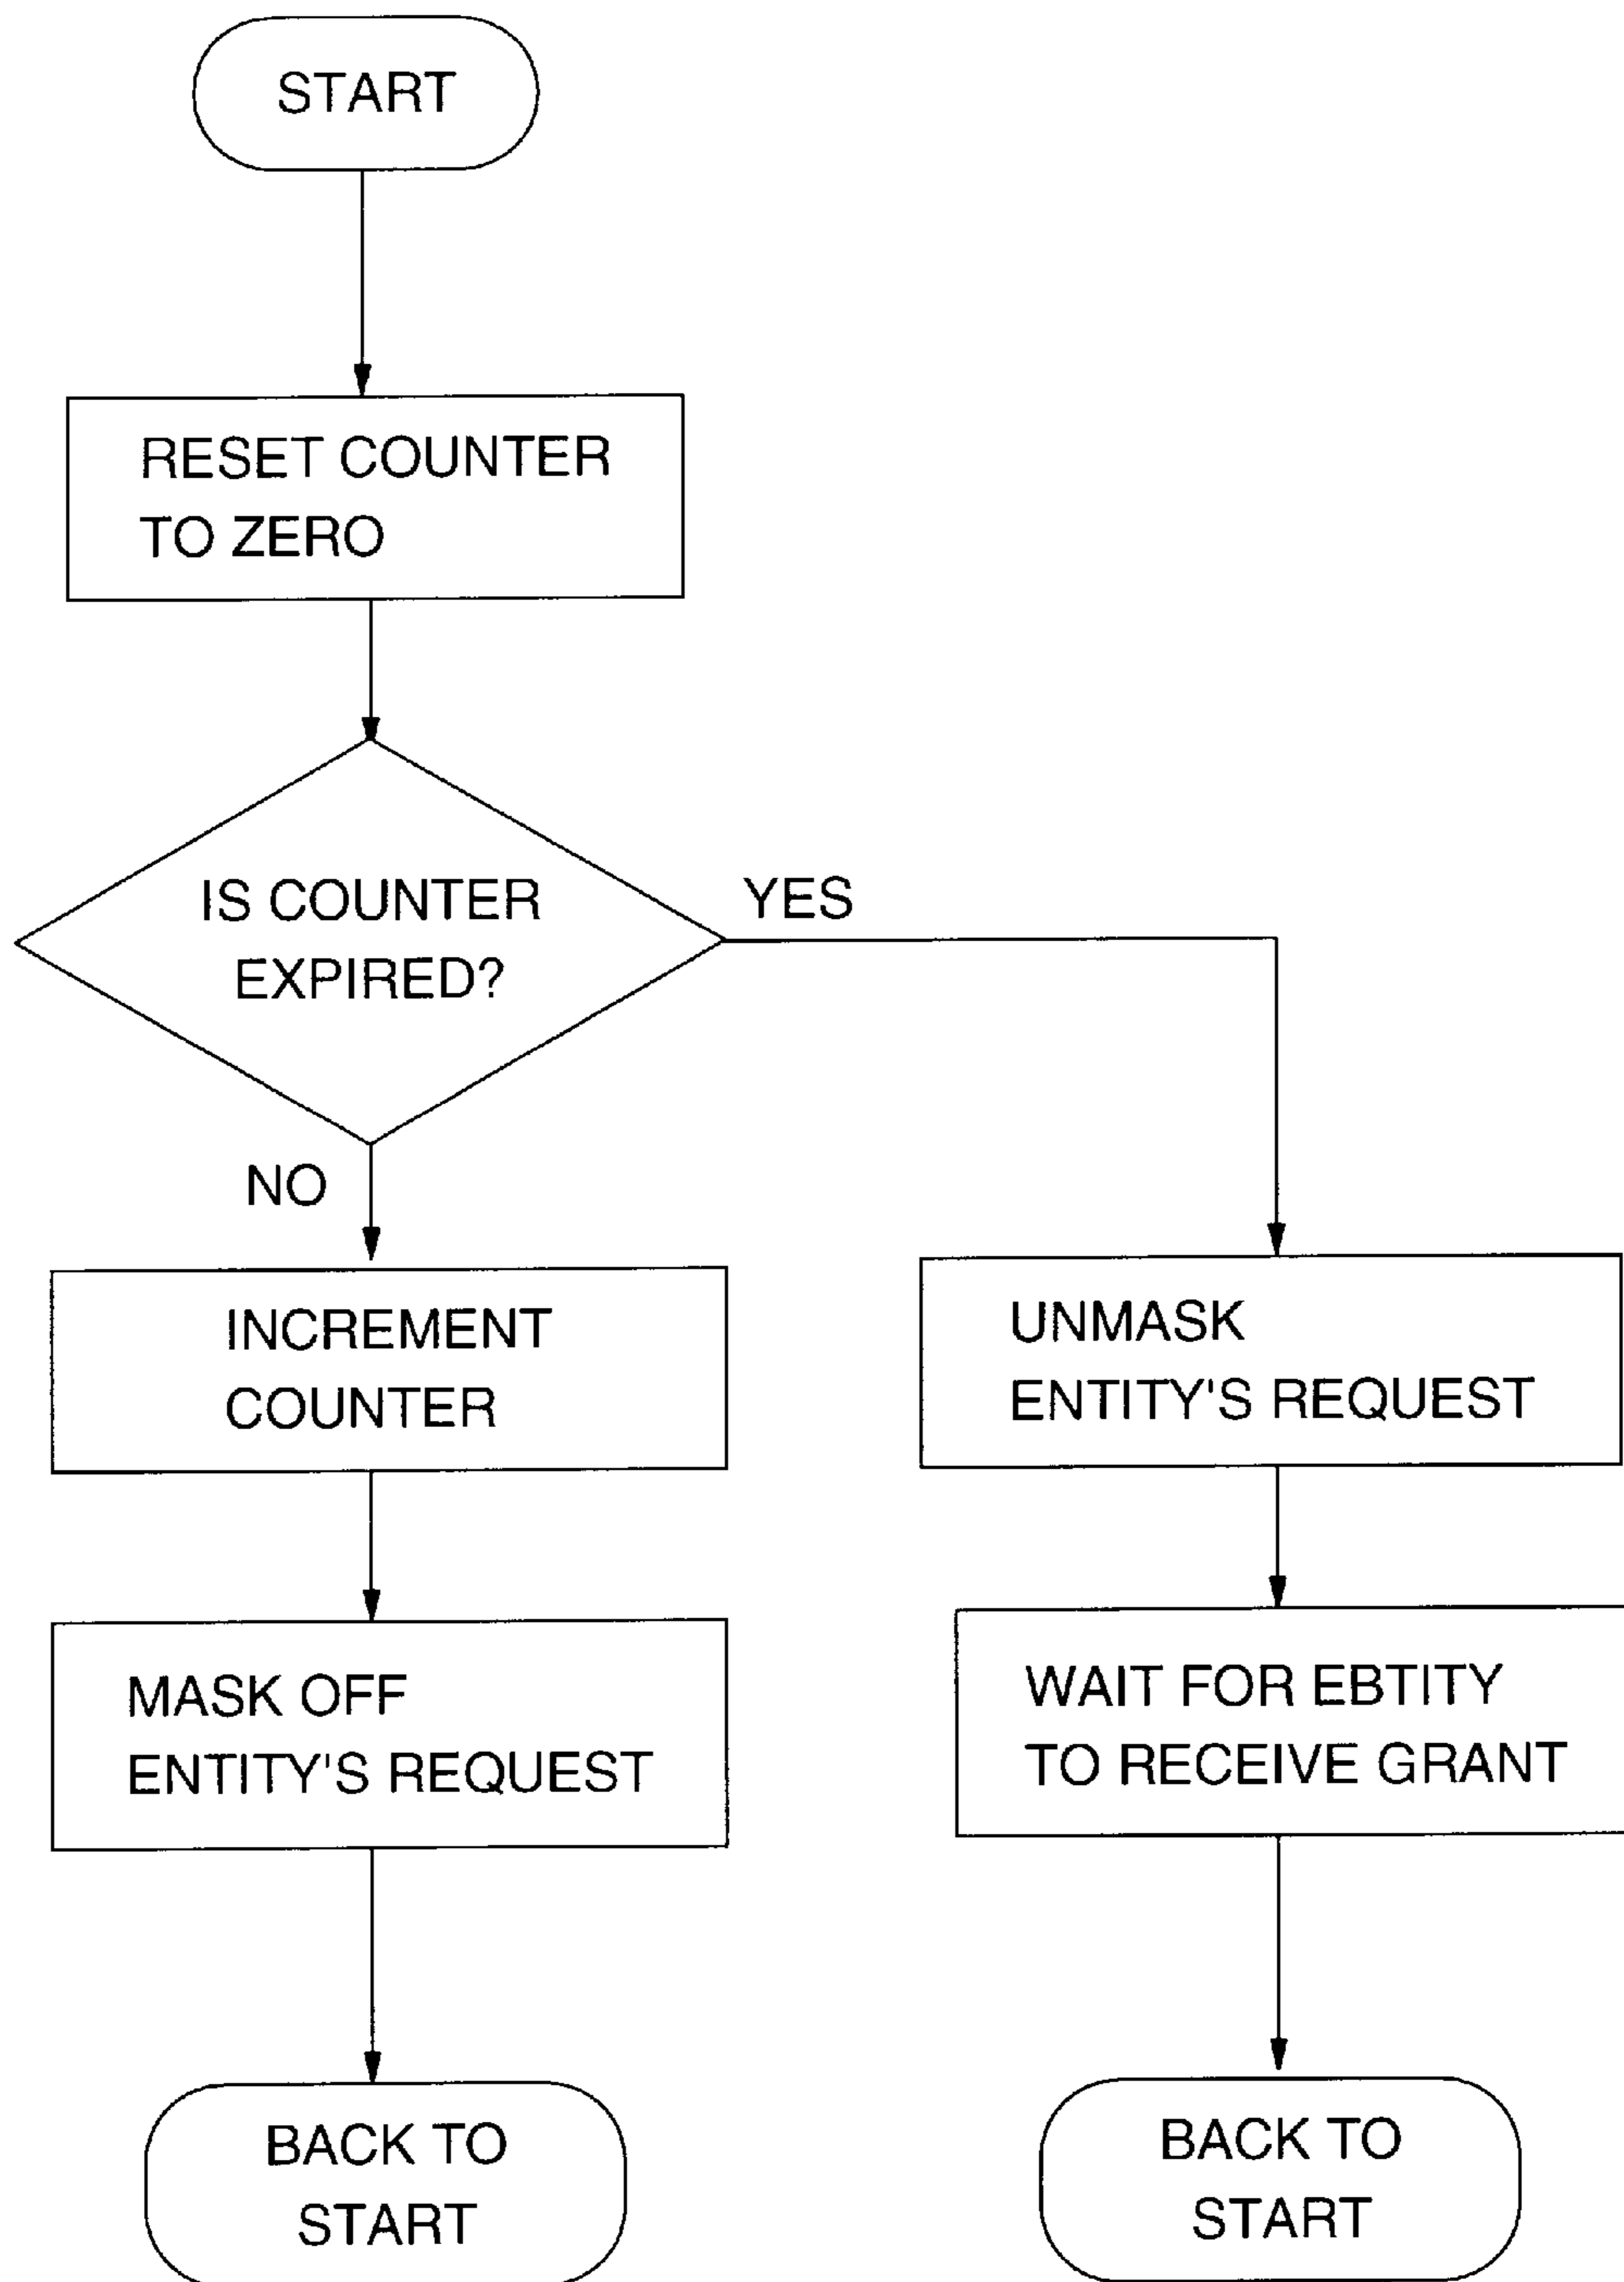 START
RESET COUNTER
TO ZERO
IS COUNTER
EXPIRED?
YES
NO
INCREMENT
COUNTER
UNMASK
ENTITY'S REQUEST
MASK OFF
ENTITY'S REQUEST
WAIT FOR EBTITY
TO RECEIVE GRANT
BACK TO
START
BACK TO
START